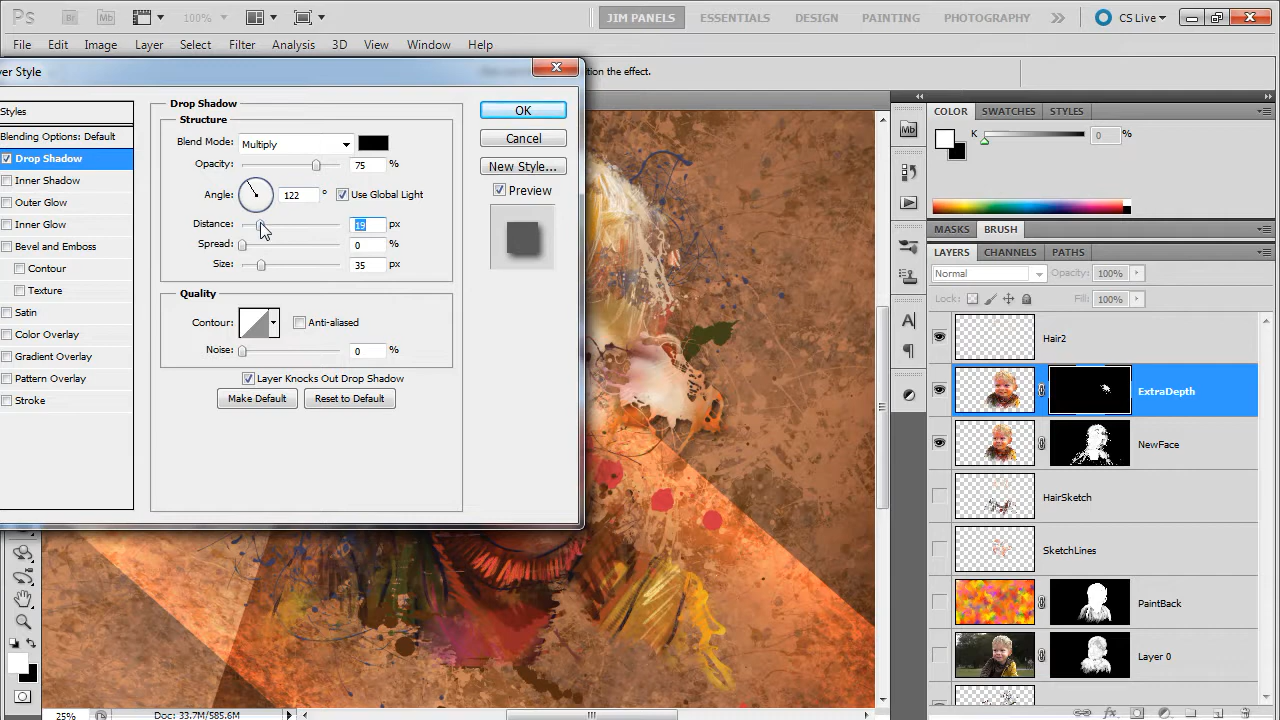 Ps Br Mb 100% JIM PANELS ESSENTIALS DESIGN PAINTING PHOTOGRAPHY CS Live
File Edit Image Layer Select Filter Analysis 3D View Window Help
yer Style
tion the effect.
Styles
Blending Options: Default
Drop Shadow
Inner Shadow
Outer Glow
Inner Glow
Bevel and Emboss
Contour
Texture
Satin
Color Overlay
Gradient Overlay
Pattern Overlay
Stroke
Drop Shadow
Structure
Blend Mode: Multiply
Opacity: 75 %
Angle: 122 ° Use Global Light
Distance: 19 px
Spread: 0 %
Size: 35 px
Quality
Contour: Anti-aliased
Noise: 0 %
Layer Knocks Out Drop Shadow
Make Default Reset to Default
OK
Cancel
New Style...
Preview
COLOR SWATCHES STYLES
K 0 %
MASKS BRUSH
LAYERS CHANNELS PATHS
Normal Opacity: 100%
Lock: Fill: 100%
Hair2
ExtraDepth
NewFace
HairSketch
SketchLines
PaintBack
Layer 0
Mb
A
25% Doc: 33.7M/585.6M